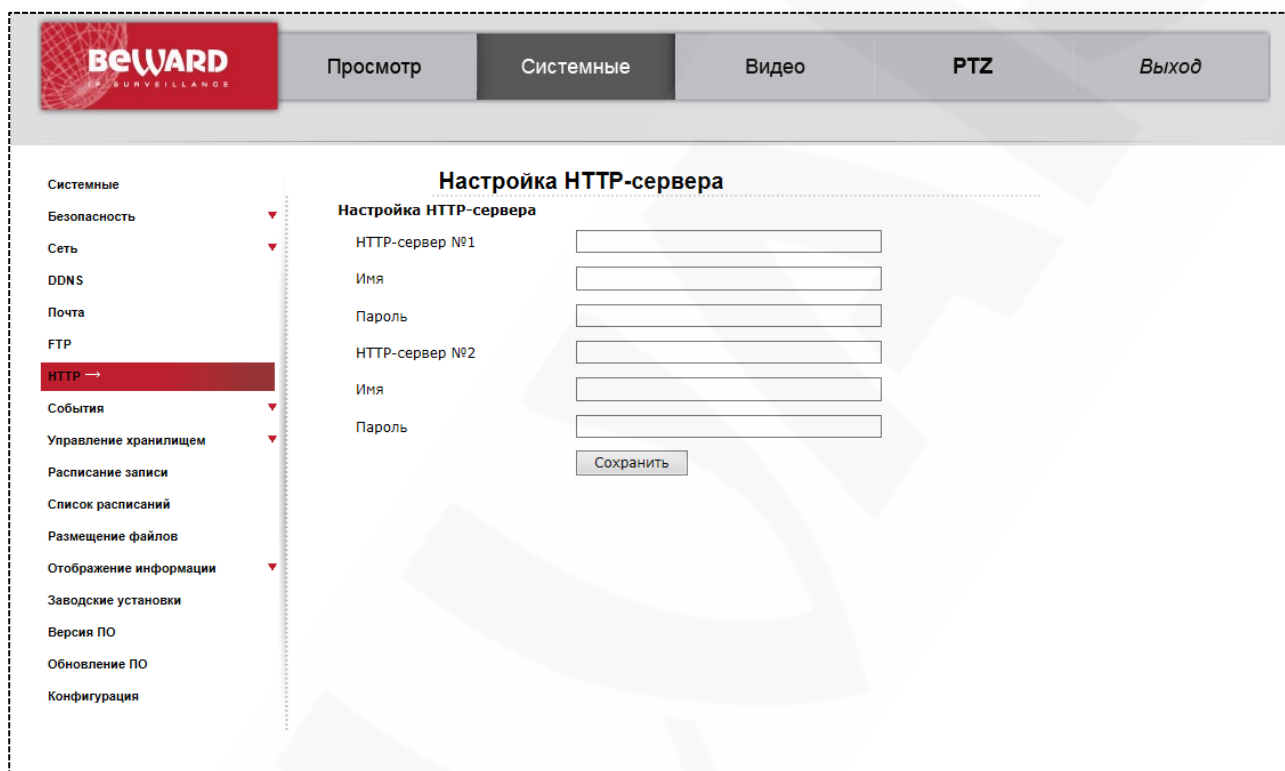 BEWARD
IP SURVEILLANCE
Просмотр Системные Видео PTZ Выход
Системные
Безопасность
Сеть
DDNS
Почта
FTP
HTTP →
События
Управление хранилищем
Расписание записи
Список расписаний
Размещение файлов
Отображение информации
Заводские установки
Версия ПО
Обновление ПО
Конфигурация
Настройка HTTP-сервера
Настройка HTTP-сервера
HTTP-сервер №1
Имя
Пароль
HTTP-сервер №2
Имя
Пароль
Сохранить